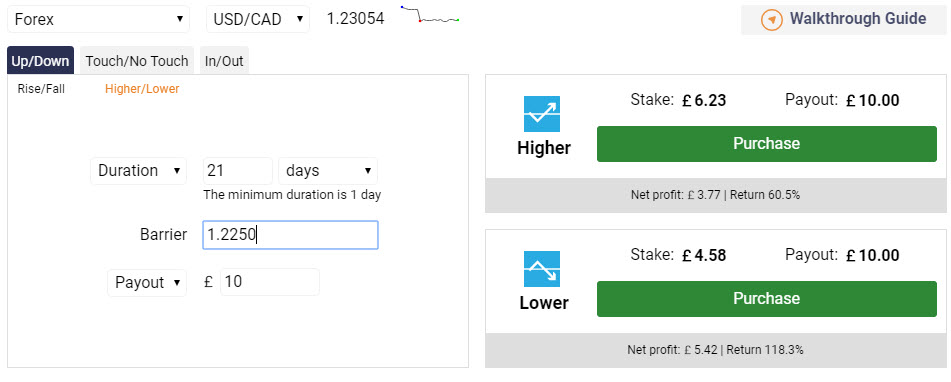 Forex USD/CAD 1.23054 Walkthrough Guide
Up/Down Touch/No Touch In/Out
Rise/Fall Higher/Lower
Duration 21 days
The minimum duration is 1 day
Barrier 1.2250
Payout £ 10
Higher
Stake: £ 6.23 Payout: £ 10.00
Purchase
Net profit: £ 3.77 | Return 60.5%
Lower
Stake: £ 4.58 Payout: £ 10.00
Purchase
Net profit: £ 5.42 | Return 118.3%